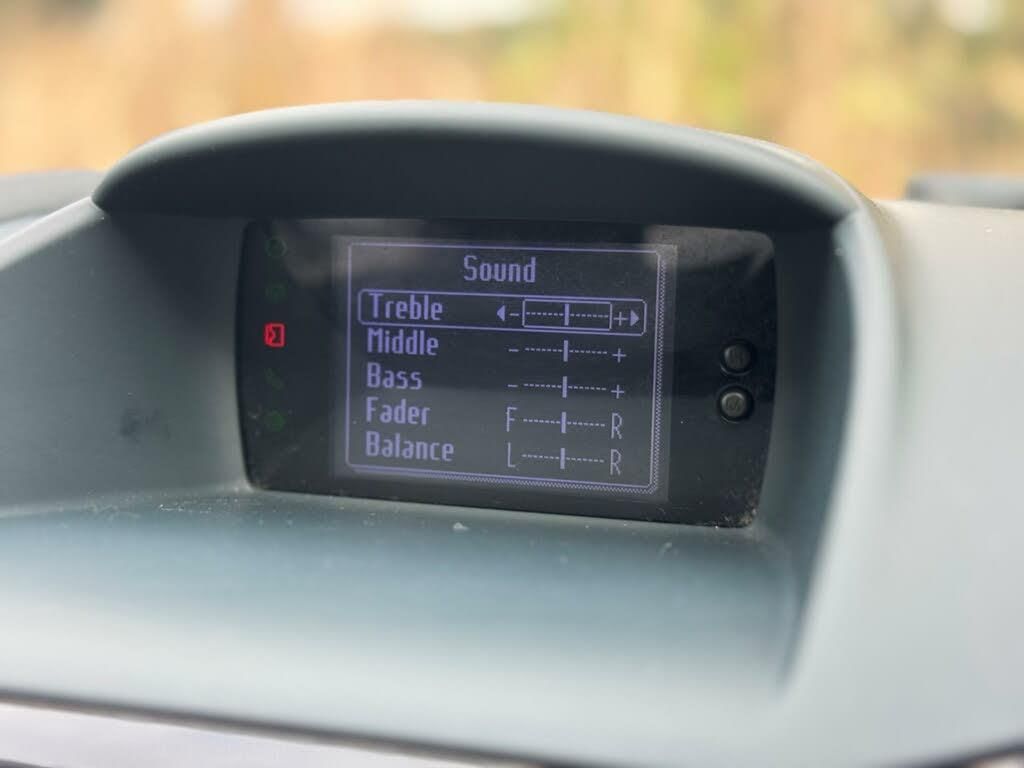 Sound
Treble - +
Middle - +
Bass - +
Fader F R
Balance L R
H
M